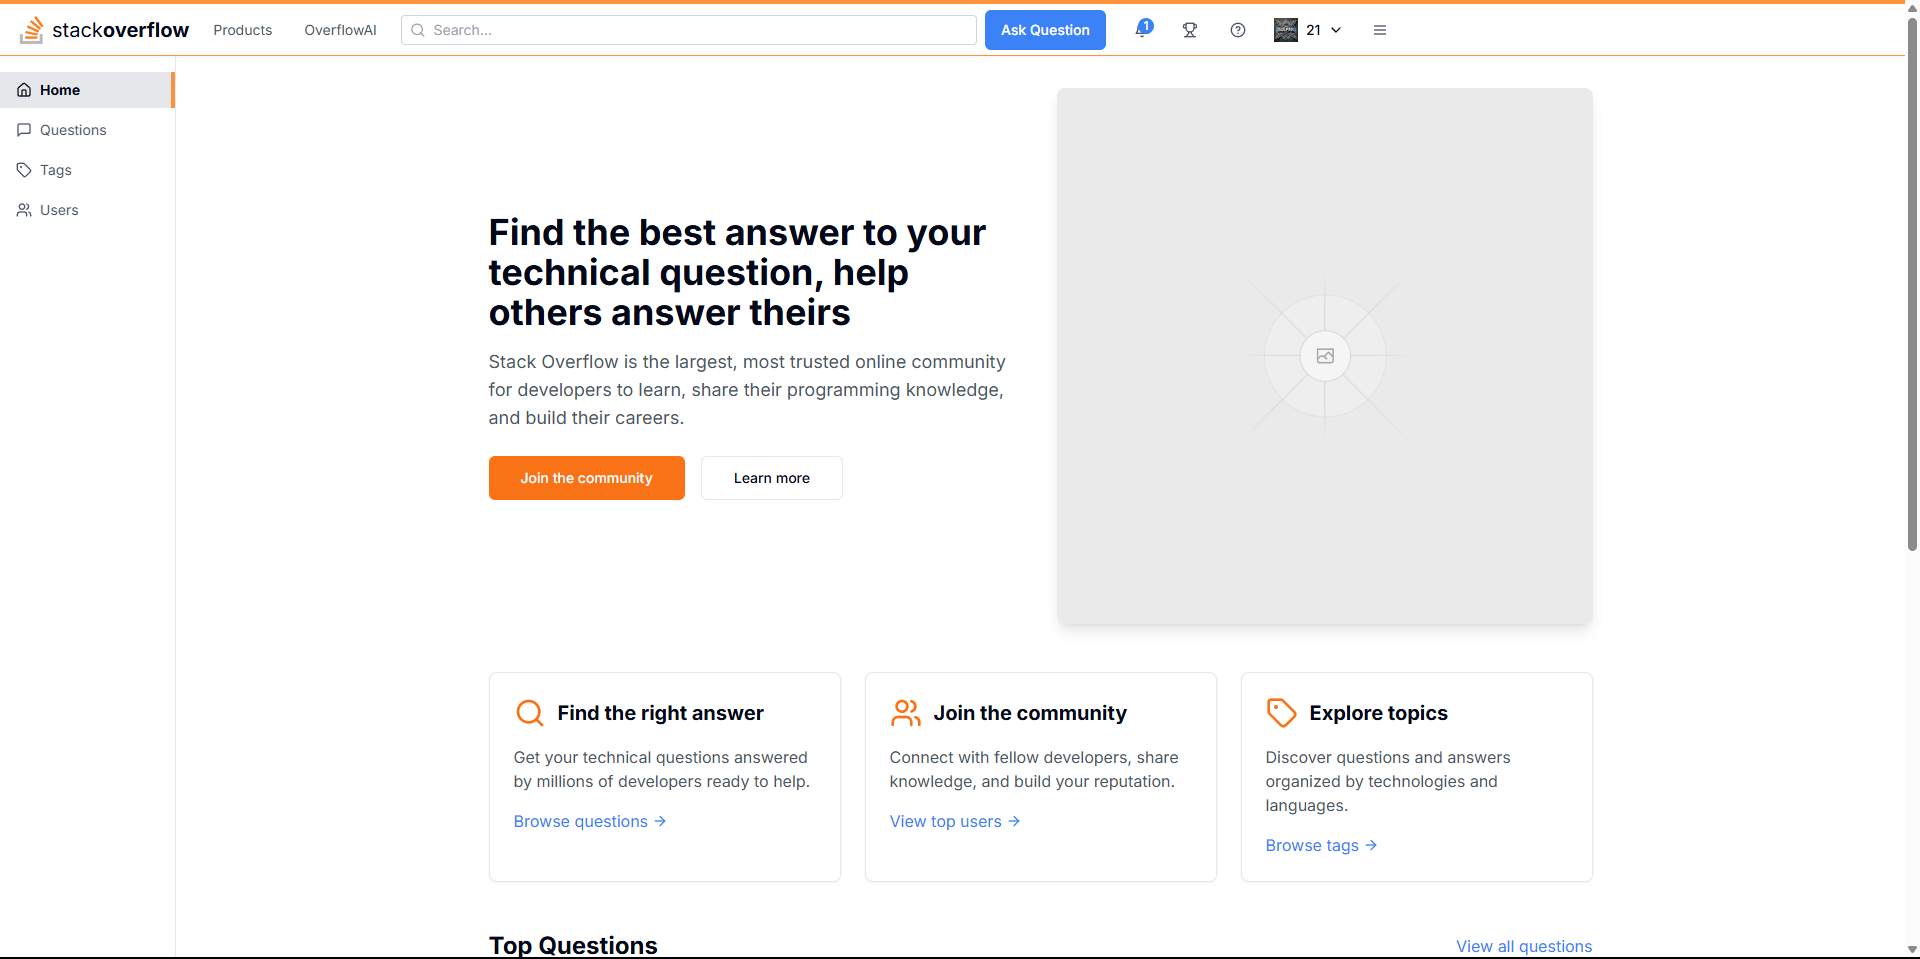 stackoverflow
Products
OverflowAI
Search...
Ask Question
1
21
Home
Questions
Tags
Users
Find the best answer to your
technical question, help
others answer theirs
Stack Overflow is the largest, most trusted online community
for developers to learn, share their programming knowledge,
and build their careers.
Join the community
Learn more
Find the right answer
Get your technical questions answered
by millions of developers ready to help.
Browse questions →
Join the community
Connect with fellow developers, share
knowledge, and build your reputation.
View top users →
Explore topics
Discover questions and answers
organized by technologies and
languages.
Browse tags →
Top Questions
View all questions